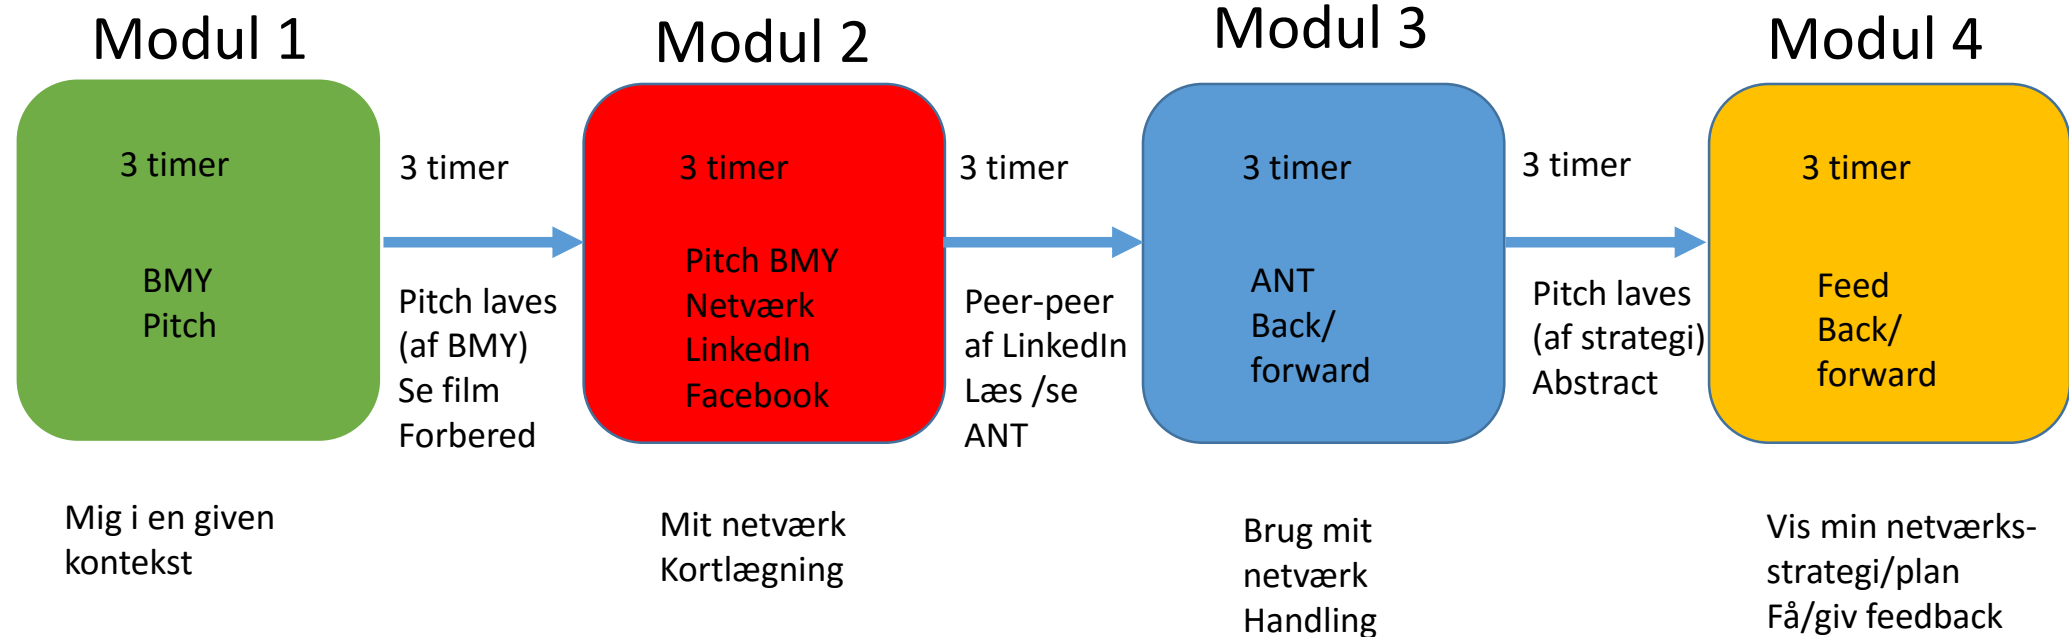 Modul 1
3 timer
BMY
Pitch
Mig i en given
kontekst
3 timer
Pitch laves
(af BMY)
Se film
Forbered
Modul 2
3 timer
Pitch BMY
Netværk
LinkedIn
Facebook
Mit netværk
Kortlægning
3 timer
Peer-peer
af LinkedIn
Læs /se
ANT
Modul 3
3 timer
ANT
Back/
forward
Brug mit
netværk
Handling
3 timer
Pitch laves
(af strategi)
Abstract
Modul 4
3 timer
Feed
Back/
forward
Vis min netværks-
strategi/plan
Få/giv feedback